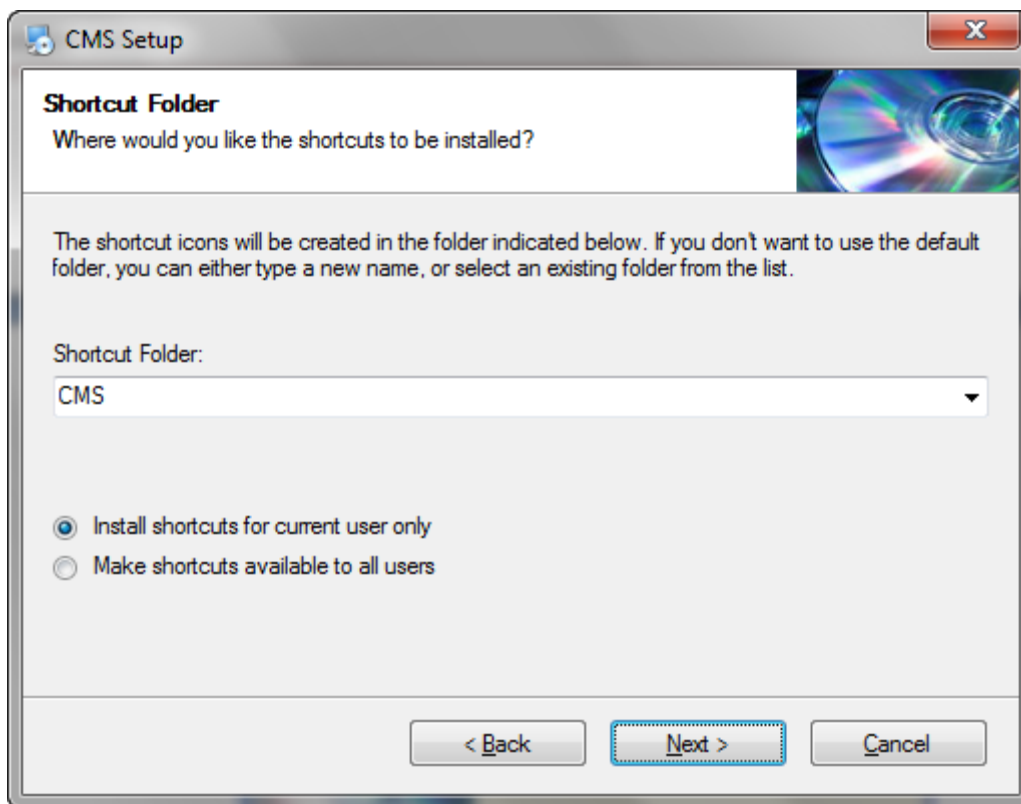 CMS Setup
Shortcut Folder
Where would you like the shortcuts to be installed?
The shortcut icons will be created in the folder indicated below. If you don't want to use the default
folder, you can either type a new name, or select an existing folder from the list.
Shortcut Folder:
CMS
Install shortcuts for current user only
Make shortcuts available to all users
< Back
Next >
Cancel